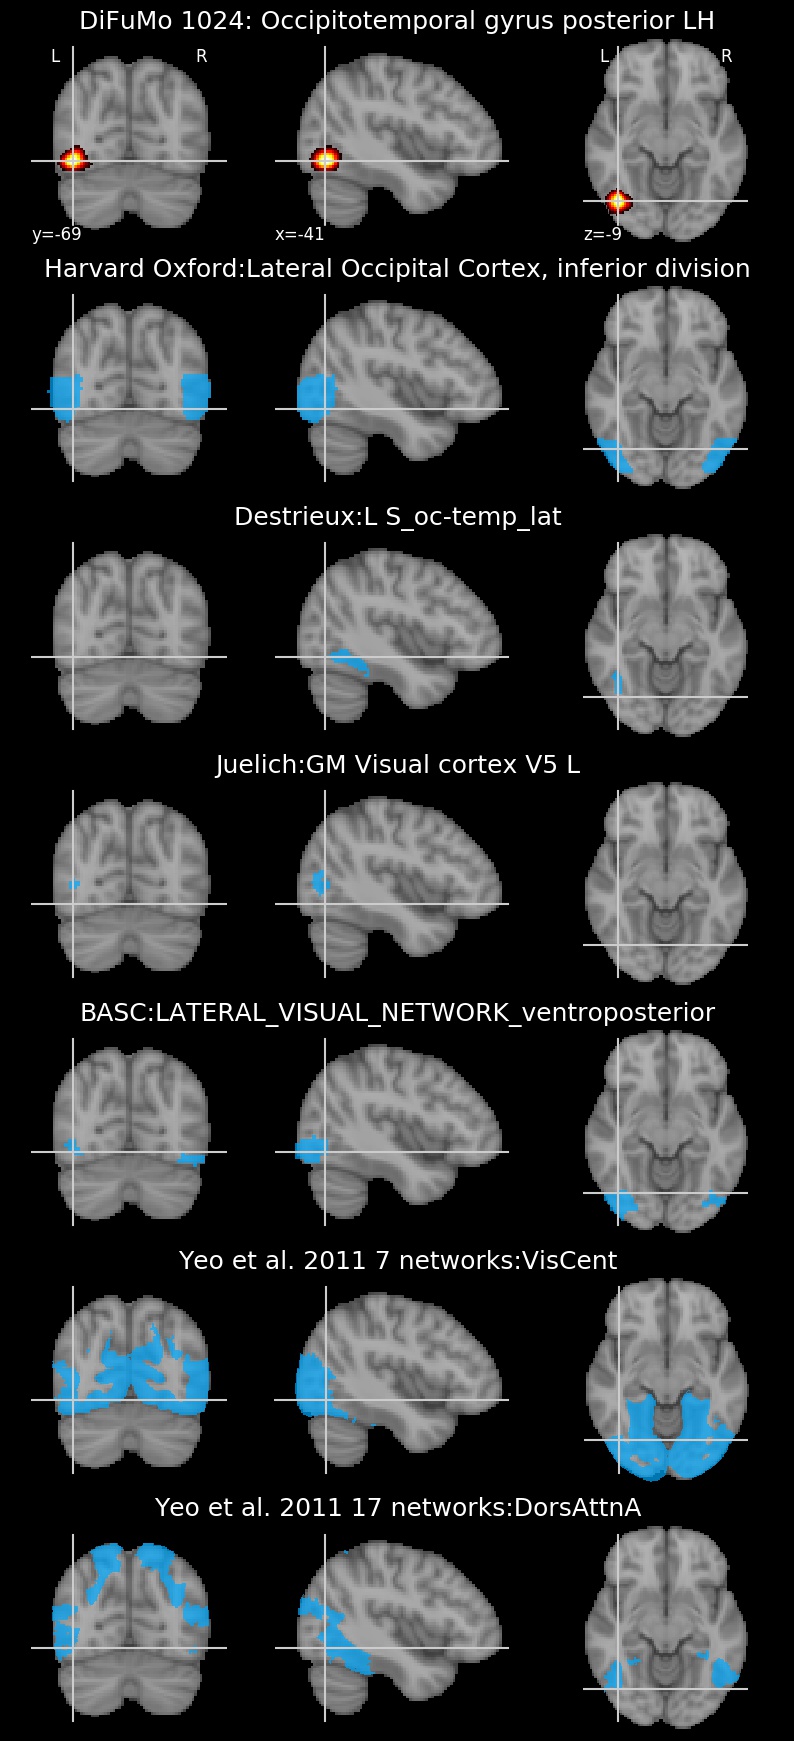 DiFuMo 1024: Occipitotemporal gyrus posterior LH
L R L R
y=-69 x=-41 z=-9
Harvard Oxford:Lateral Occipital Cortex, inferior division
Destrieux:L S_oc-temp_lat
Juelich:GM Visual cortex V5 L
BASC:LATERAL_VISUAL_NETWORK_ventroposterior
Yeo et al. 2011 7 networks:VisCent
Yeo et al. 2011 17 networks:DorsAttnA